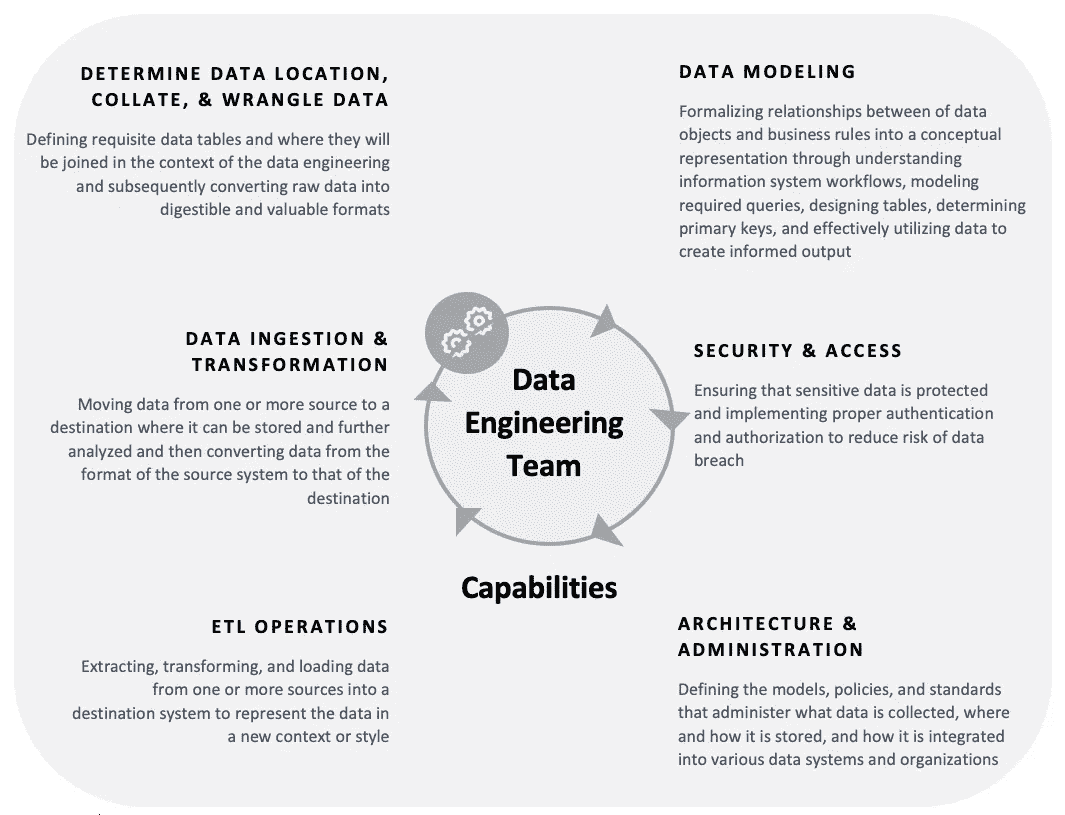 DETERMINE DATA LOCATION,
COLLATE, & WRANGLE DATA
Defining requisite data tables and where they will
be joined in the context of the data engineering
and subsequently converting raw data into
digestible and valuable formats
DATA MODELING
Formalizing relationships between of data
objects and business rules into a conceptual
representation through understanding
information system workflows, modeling
required queries, designing tables, determining
primary keys, and effectively utilizing data to
create informed output
DATA INGESTION &
TRANSFORMATION
Moving data from one or more source to a
destination where it can be stored and further
analyzed and then converting data from the
format of the source system to that of the
destination
Data
Engineering
Team
Capabilities
SECURITY & ACCESS
Ensuring that sensitive data is protected
and implementing proper authentication
and authorization to reduce risk of data
breach
ETL OPERATIONS
Extracting, transforming, and loading data
from one or more sources into a
destination system to represent the data in
a new context or style
ARCHITECTURE &
ADMINISTRATION
Defining the models, policies, and standards
that administer what data is collected, where
and how it is stored, and how it is integrated
into various data systems and organizations